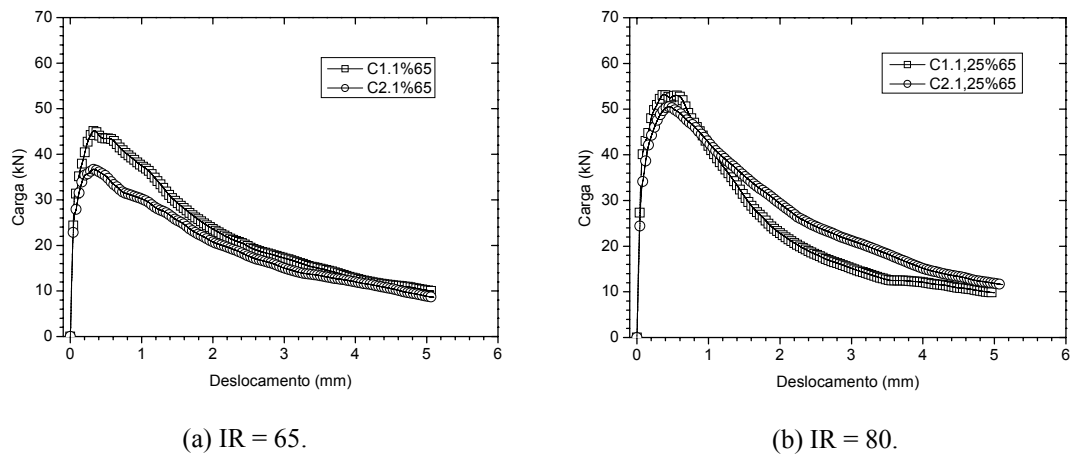 70
60
50
40
30
20
10
0
Carga (kN)
C1.1%65
C2.1%65
0 1 2 3 4 5 6
Deslocamento (mm)
(a) IR = 65.
70
60
50
40
30
20
10
0
Carga (kN)
C1.1,25%65
C2.1,25%65
0 1 2 3 4 5 6
Deslocamento (mm)
(b) IR = 80.